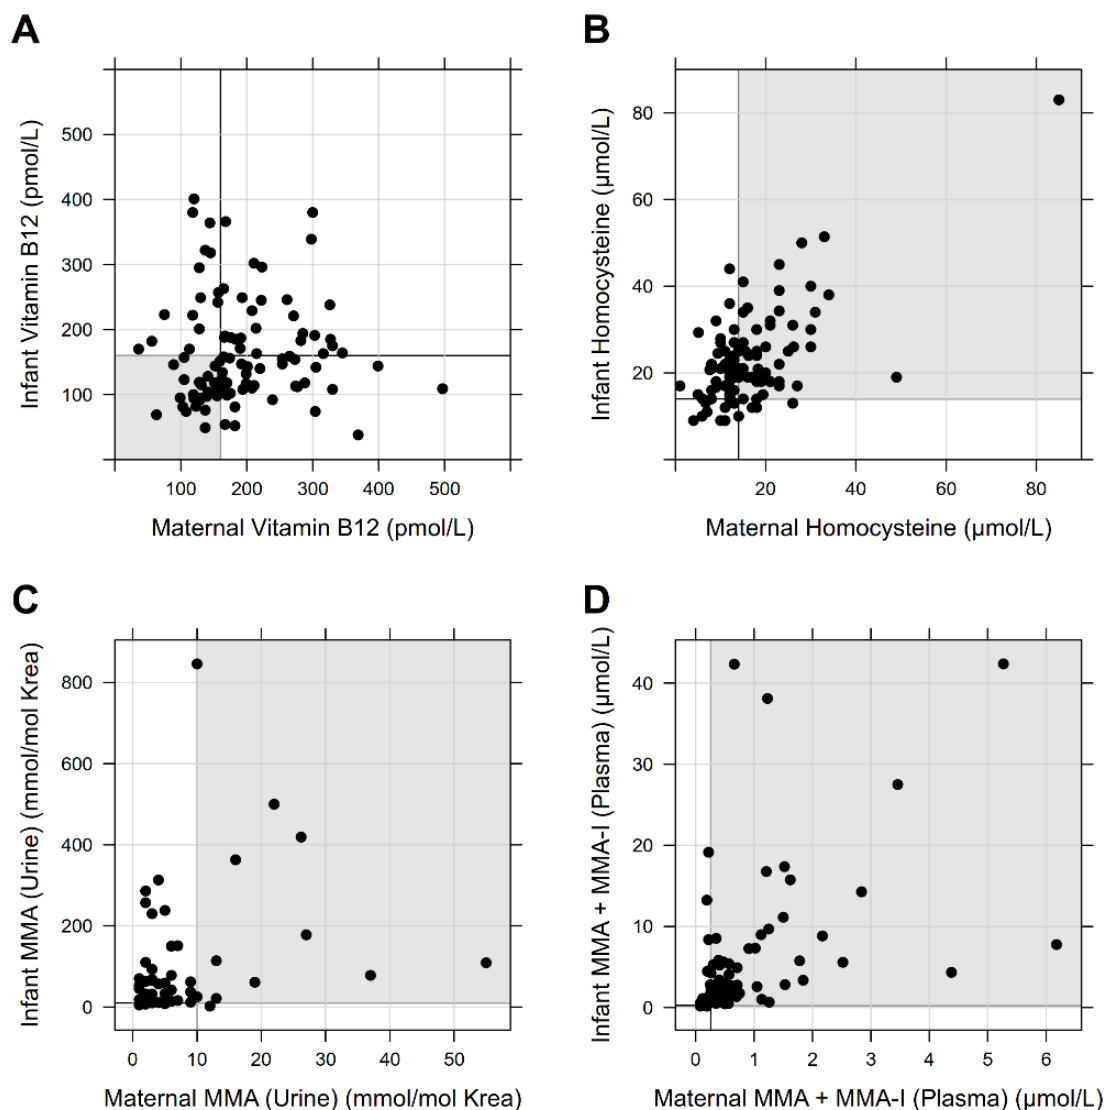 A
Infant Vitamin B12 (pmol/L)
500
400
300
200
100
100 200 300 400 500
Maternal Vitamin B12 (pmol/L)
B
Infant Homocysteine (µmol/L)
80
60
40
20
20 40 60 80
Maternal Homocysteine (µmol/L)
C
Infant MMA (Urine) (mmol/mol Krea)
800
600
400
200
0
0 10 20 30 40 50
Maternal MMA (Urine) (mmol/mol Krea)
D
Infant MMA + MMA-I (Plasma) (µmol/L)
40
30
20
10
0
0 1 2 3 4 5 6
Maternal MMA + MMA-I (Plasma) (µmol/L)